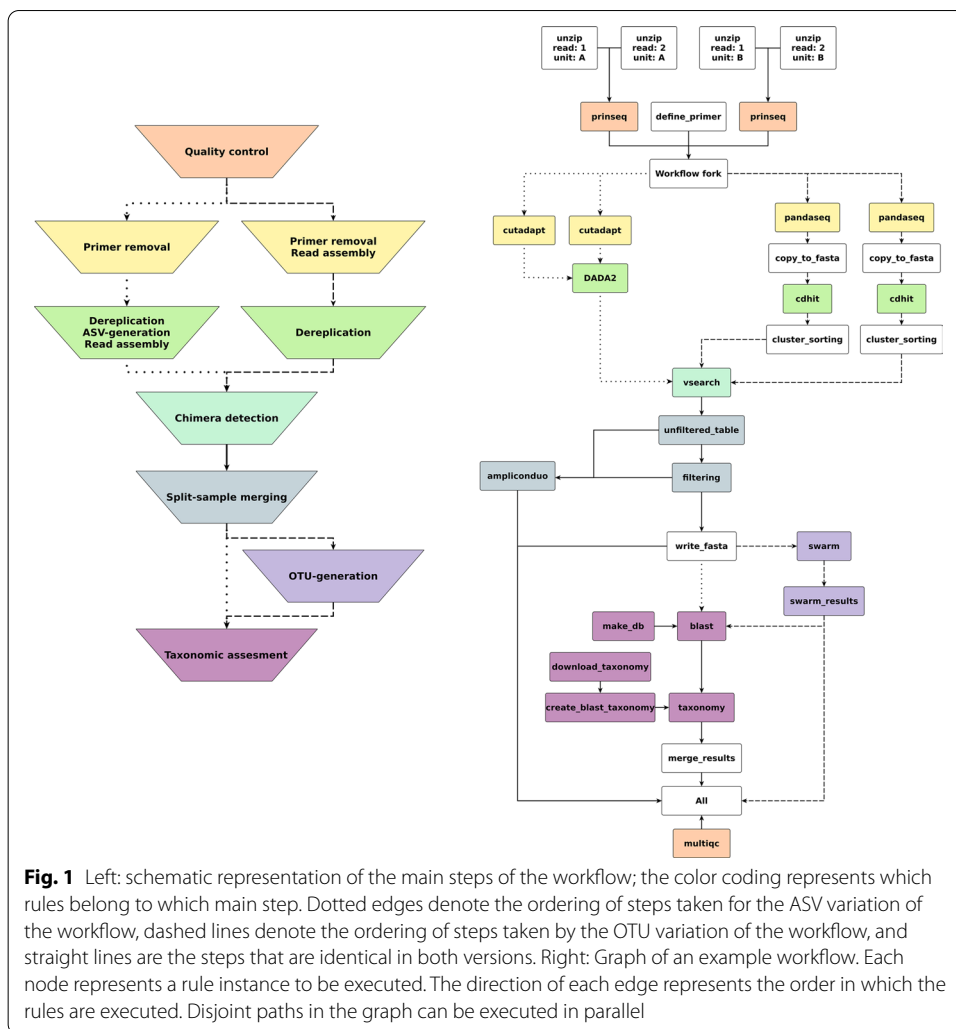 Quality control
Primer removal
Primer removal
Read assembly
Dereplication
ASV-generation
Read assembly
Dereplication
Chimera detection
Split-sample merging
OTU-generation
Taxonomic assesment
unzip
read: 1
unit: A
unzip
read: 2
unit: A
unzip
read: 1
unit: B
unzip
read: 2
unit: B
prinseq
define_primer
prinseq
Workflow fork
cutadapt
cutadapt
pandaseq
pandaseq
copy_to_fasta
copy_to_fasta
DADA2
cdhit
cdhit
cluster_sorting
cluster_sorting
vsearch
unfiltered_table
ampliconduo
filtering
write_fasta
swarm
swarm_results
make_db
blast
download_taxonomy
create_blast_taxonomy
taxonomy
merge_results
All
multiqc
Fig. 1 Left: schematic representation of the main steps of the workflow; the color coding represents which
rules belong to which main step. Dotted edges denote the ordering of steps taken for the ASV variation of
the workflow, dashed lines denote the ordering of steps taken by the OTU variation of the workflow, and
straight lines are the steps that are identical in both versions. Right: Graph of an example workflow. Each
node represents a rule instance to be executed. The direction of each edge represents the order in which the
rules are executed. Disjoint paths in the graph can be executed in parallel